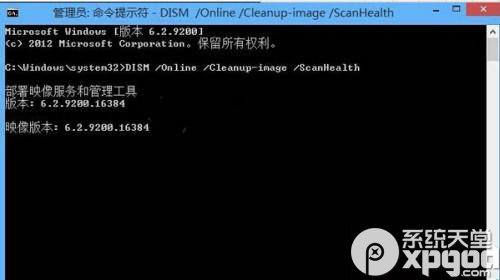 管理员: 命令提示符 - DISM /Online /Cleanup-image /ScanHealth
Microsoft Windows [版本 6.2.9200]
(c) 2012 Microsoft Corporation。保留所有权利。
C:\Windows\system32>DISM /Online /Cleanup-image /ScanHealth
部署映像服务和管理工具
版本: 6.2.9200.16384
映像版本: 6.2.9200.16384
系统天堂